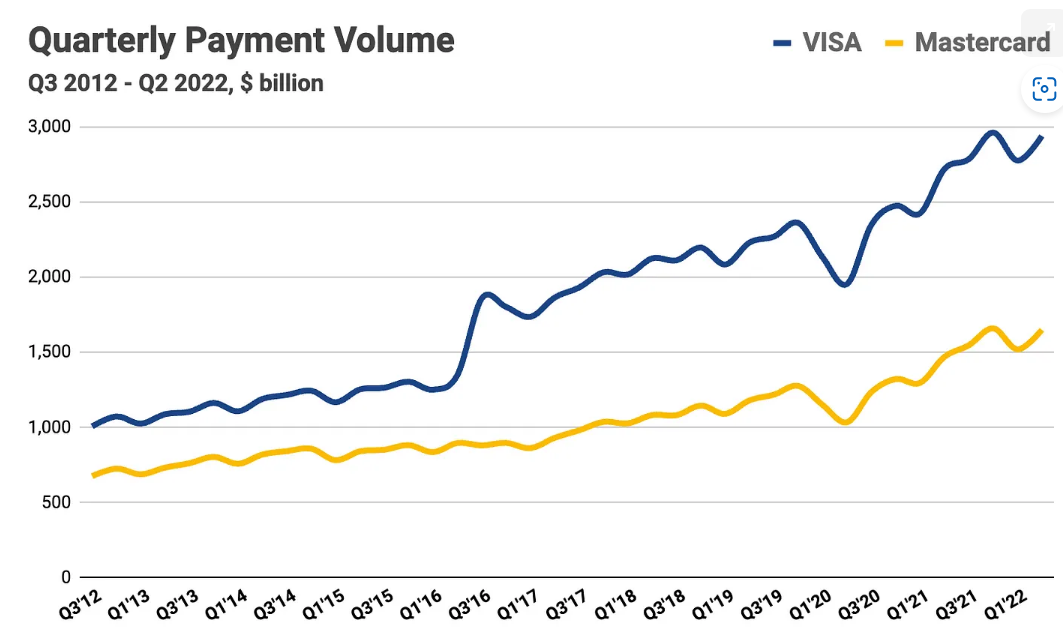 Quarterly Payment Volume
VISA Mastercard
Q3 2012 - Q2 2022, $ billion
3,000
2,500
2,000
1,500
1,000
500
0
Q3'12 Q1'13 Q3'13 Q1'14 Q3'14 Q1'15 Q3'15 Q1'16 Q3'16 Q1'17 Q3'17 Q1'18 Q3'18 Q1'19 Q3'19 Q1'20 Q3'20 Q1'21 Q3'21 Q1'22